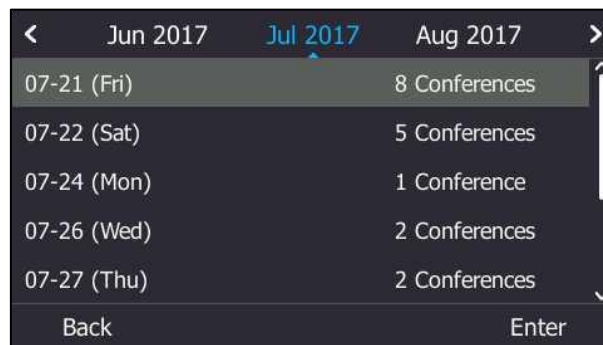 Jun 2017 Jul 2017 Aug 2017
07-21 (Fri) 8 Conferences
07-22 (Sat) 5 Conferences
07-24 (Mon) 1 Conference
07-26 (Wed) 2 Conferences
07-27 (Thu) 2 Conferences
Back Enter